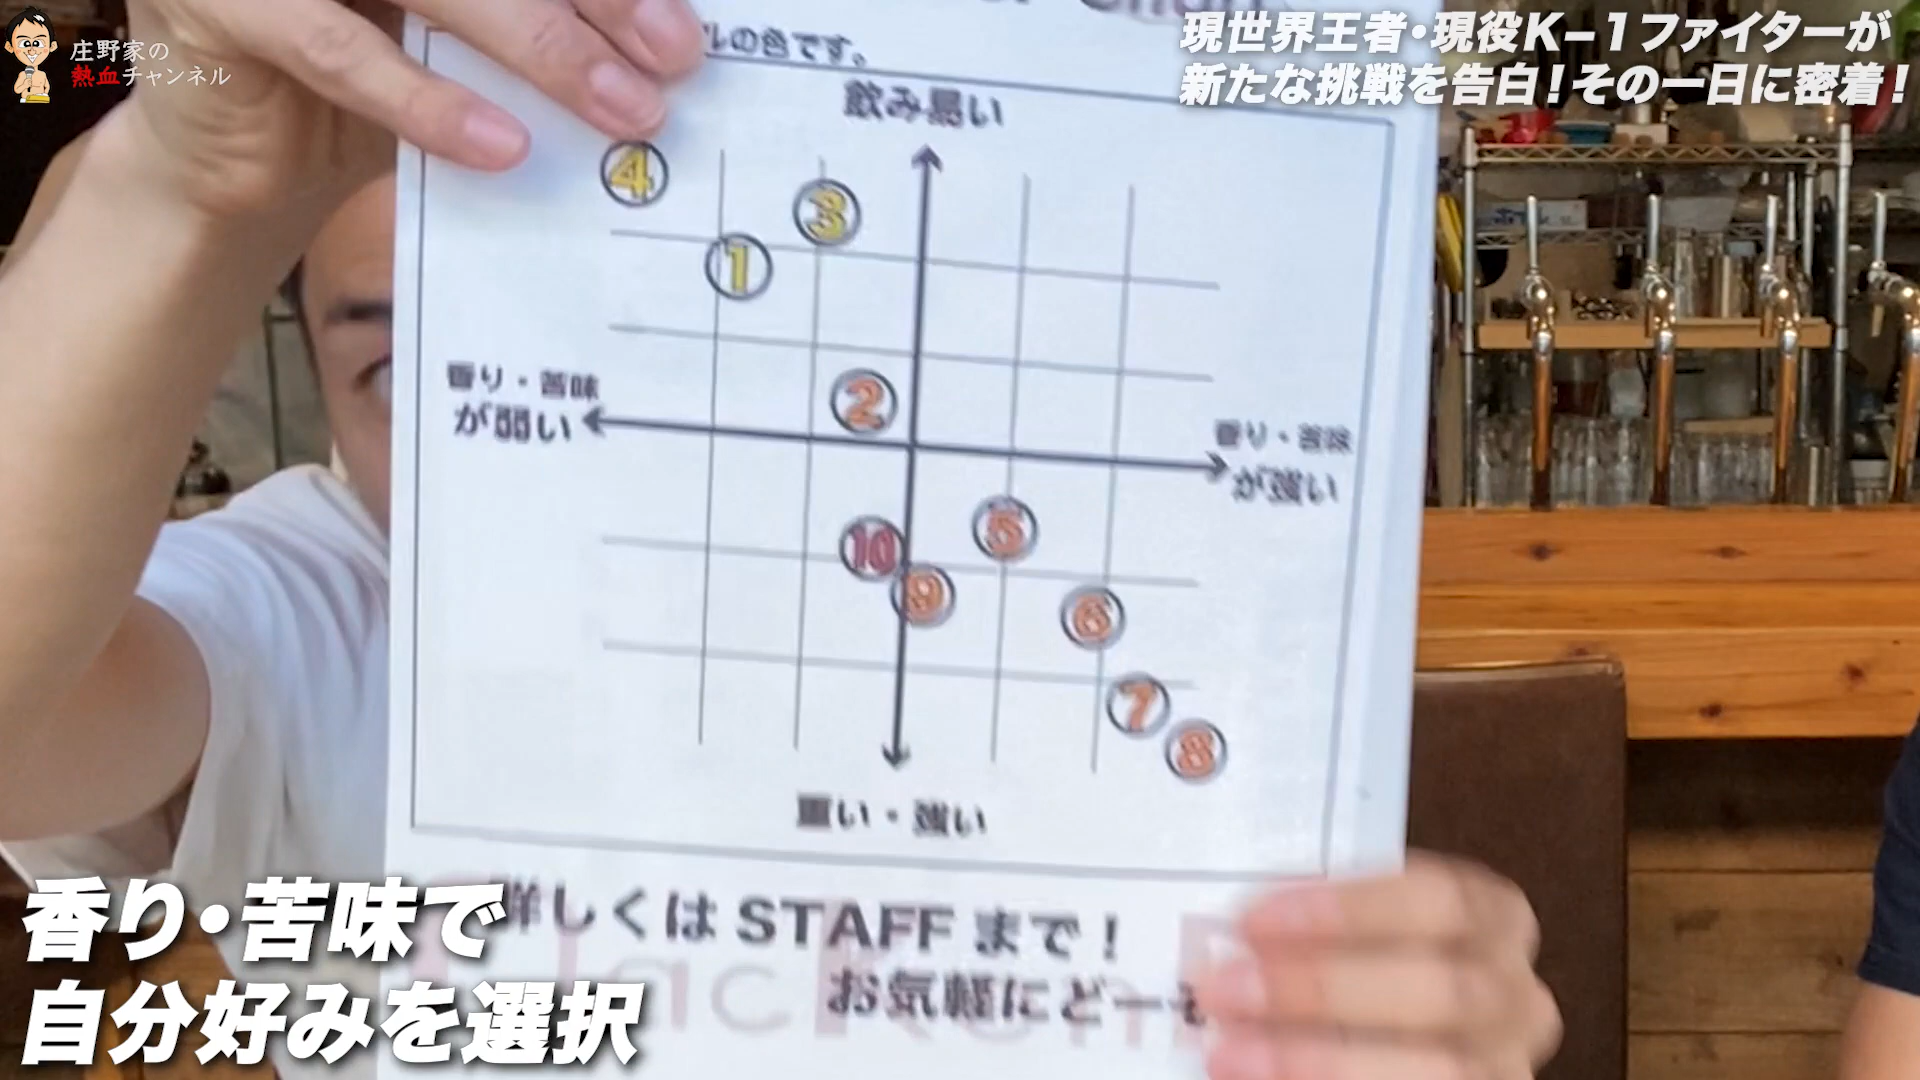 庄野家の
熱血チャンネル
現世界王者・現役K-1ファイターが
新たな挑戦を告白!その一日に密着!
ルの色です。
飲み易い
4
3
1
2
香り・苦味
が弱い
香り・苦味
が強い
5
10
9
6
7
8
重い・強い
詳しくは STAFF まで!
お気軽にどーぞ
香り・苦味で
自分好みを選択